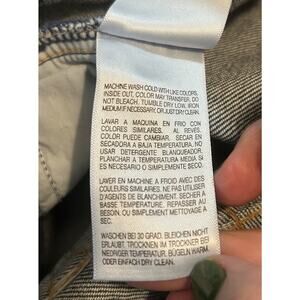 MACHINE WASH COLD WITH LIKE COLORS,
INSIDE OUT, COLOR MAY TRANSFER, DO
NOT BLEACH. TUMBLE DRY LOW, IRON
MEDIUM IF NECESSARY, OR JUST DRY CLEAN.
LAVAR A MAQUINA EN FRIO CON
COLORES SIMILARES. AL REVÉS.
COLOR PUEDE CAMBIAR. SECAR EN
SECADORA A BAJA TEMPERATURA, NO
USAR DETERGENTE BLANQUEADOR.
PLANCHAR A TEMPERATURA MEDIA SI
ES NECESARIO O SIMPLEMENTE SECO.
LAVER EN MACHINE A FROID AVEC DES
COULEURS SIMILAIRES. NE PAS UTILISER
D'AGENTS DE BLANCHIMENT. SECHER A
BASSE TEMPÉRATURE. REPASSER AU
BESOIN. OU SIMPLEMENT METTOYAGE A
SEC.
WASCHEN BEI 30 GRAD. BLEICHEN NICHT
ERLAUBT. TROCKNEN IM TROCKNER BEI
NIEDRIGER TEMPERATUR. BÜGELN WARM
ODER EINFACH DRY CLEAN.